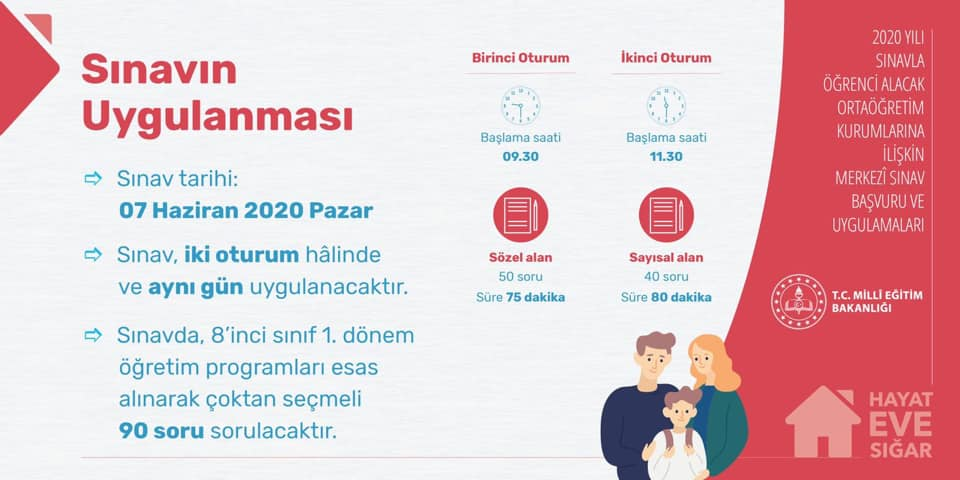 Sınavın
Uygulanması
Sınav tarihi:
07 Haziran 2020 Pazar
Sınav, iki oturum hâlinde
ve aynı gün uygulanacaktır.
Sınavda, 8’inci sınıf 1. dönem
öğretim programları esas
alınarak çoktan seçmeli
90 soru sorulacaktır.
Birinci Oturum
Başlama saati
09.30
Sözel alan
50 soru
Süre 75 dakika
İkinci Oturum
Başlama saati
11.30
Sayısal alan
40 soru
Süre 80 dakika
2020 YILI
SINAVLA
ÖĞRENCİ ALACAK
ORTAÖĞRETİM
KURUMLARINA
İLİŞKİN
MERKEZÎ SINAV
BAŞVURU VE
UYGULAMALARI
T.C. MİLLÎ EĞİTİM
BAKANLIĞI
HAYAT
EVE
SIĞAR